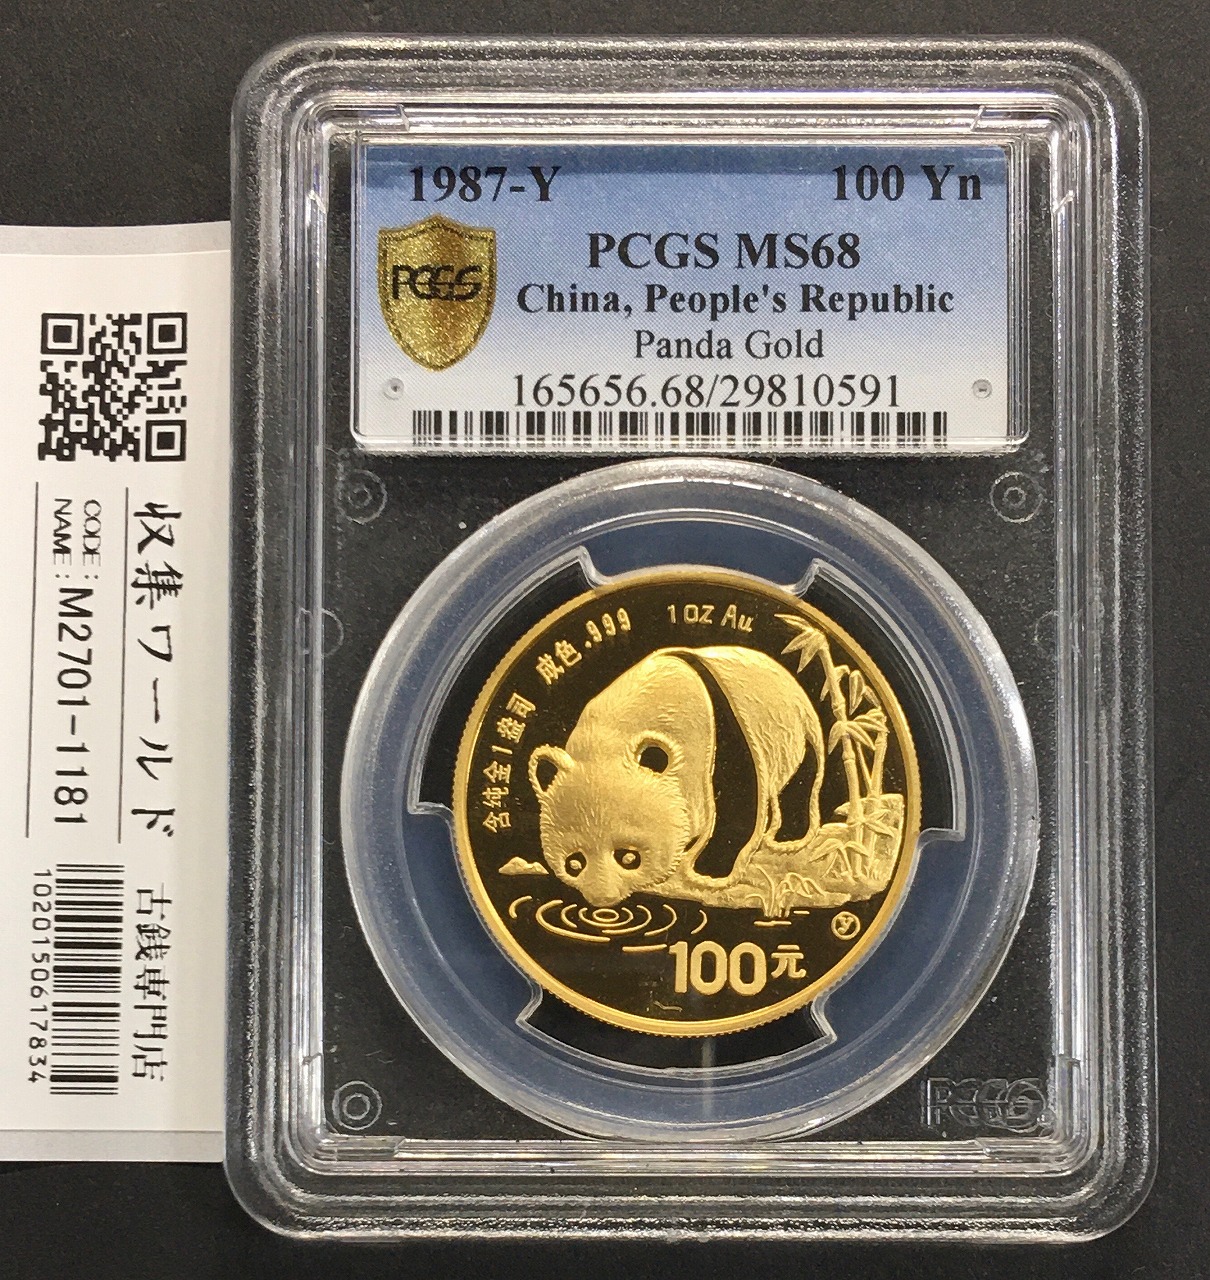 1987-Y 100 Yn
PCGS MS68
PCGS
China, People's Republic
Panda Gold
165656.68/29810591
含纯金1盎司 成色.999 1 OZ Au
100元
Y
PCGS
収集ワールド 古銭専門店
CODE:
NAME: M2701-1181
1020150617834